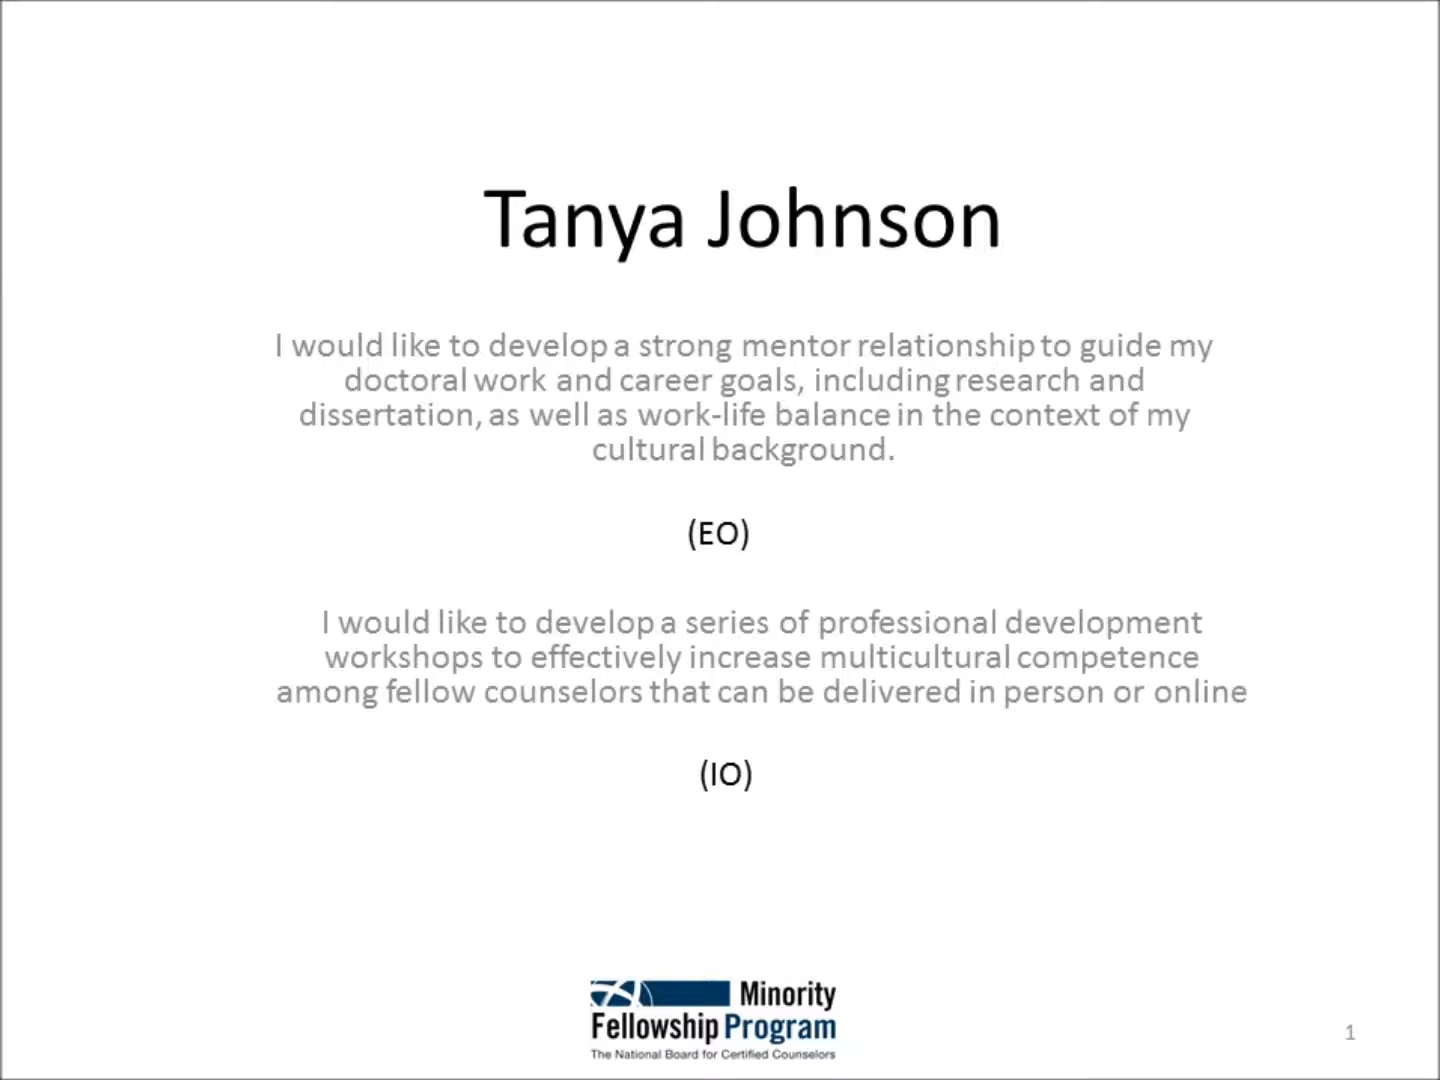 Tanya Johnson
I would like to develop a strong mentor relationship to guide my
doctoral work and career goals, including research and
dissertation, as well as work-life balance in the context of my
cultural background.
(EO)
I would like to develop a series of professional development
workshops to effectively increase multicultural competence
among fellow counselors that can be delivered in person or online
(IO)
Minority
Fellowship Program
The National Board for Certified Counselors
1